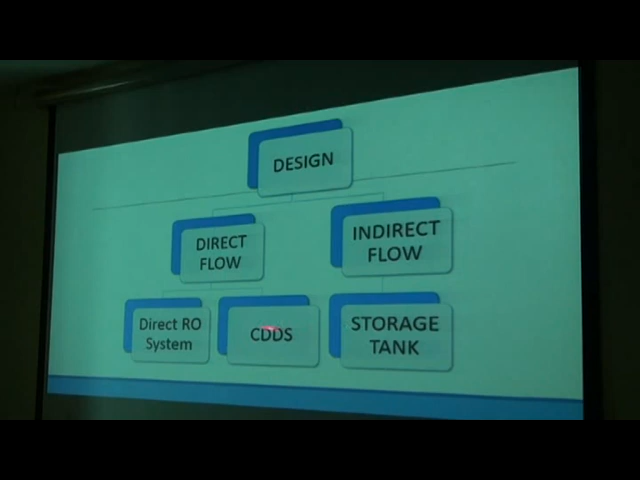 DESIGN
DIRECT
FLOW
INDIRECT
FLOW
Direct RO
System
CDDS
STORAGE
TANK